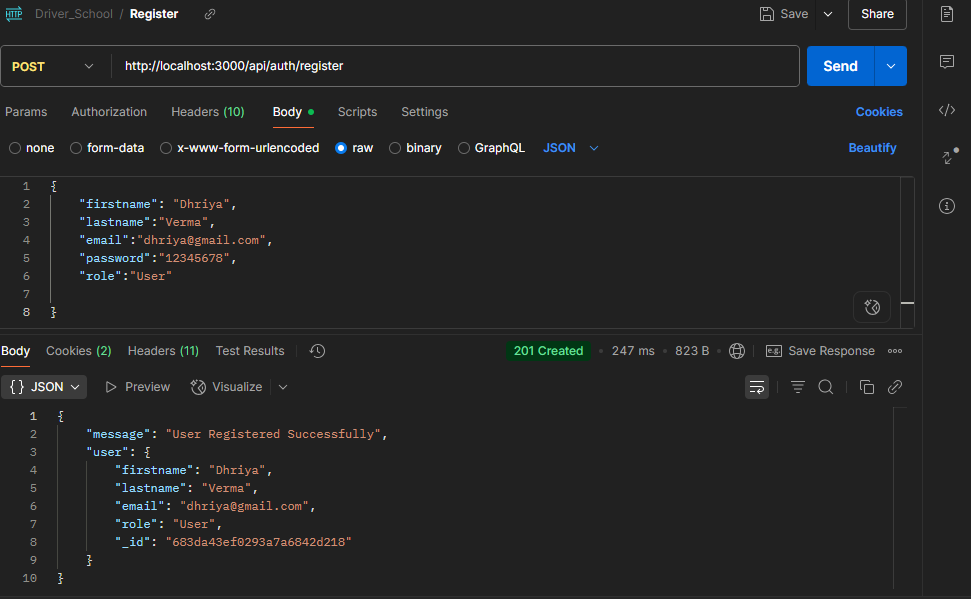 HTTP Driver_School / Register Save Share
POST http://localhost:3000/api/auth/register Send
Params Authorization Headers (10) Body Scripts Settings Cookies
none form-data x-www-form-urlencoded raw binary GraphQL JSON Beautify
1 {
2 "firstname": "Dhriya",
3 "lastname":"Verma",
4 "email":"dhriya@gmail.com",
5 "password":"12345678",
6 "role":"User"
7
8 }
Body Cookies (2) Headers (11) Test Results 201 Created • 247 ms • 823 B e.g. Save Response
{} JSON Preview Visualize
1 {
2 "message": "User Registered Successfully",
3 "user": {
4 "firstname": "Dhriya",
5 "lastname": "Verma",
6 "email": "dhriya@gmail.com",
7 "role": "User",
8 "_id": "683da43ef0293a7a6842d218"
9 }
10 }